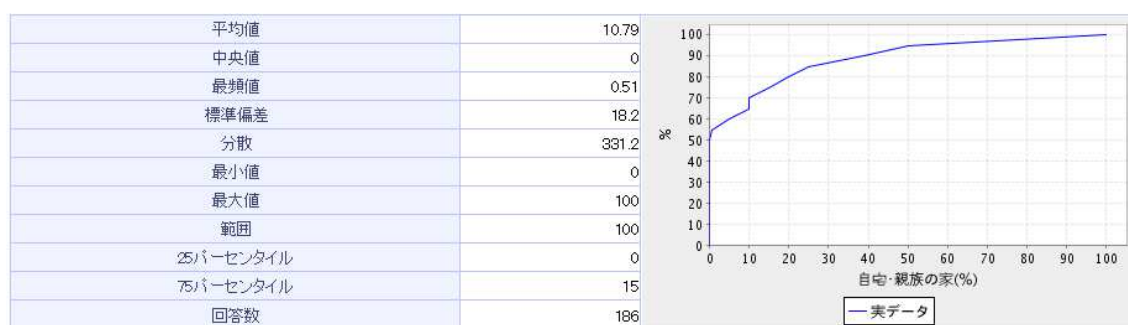 平均値 10.79
中央値 0
最頻値 0.51
標準偏差 18.2
分散 331.2
最小値 0
最大値 100
範囲 100
25パーセンタイル 0
75パーセンタイル 15
回答数 186
%
100
90
80
70
60
50
40
30
20
10
0
0 10 20 30 40 50 60 70 80 90 100
自宅・親族の家(%)
実データ